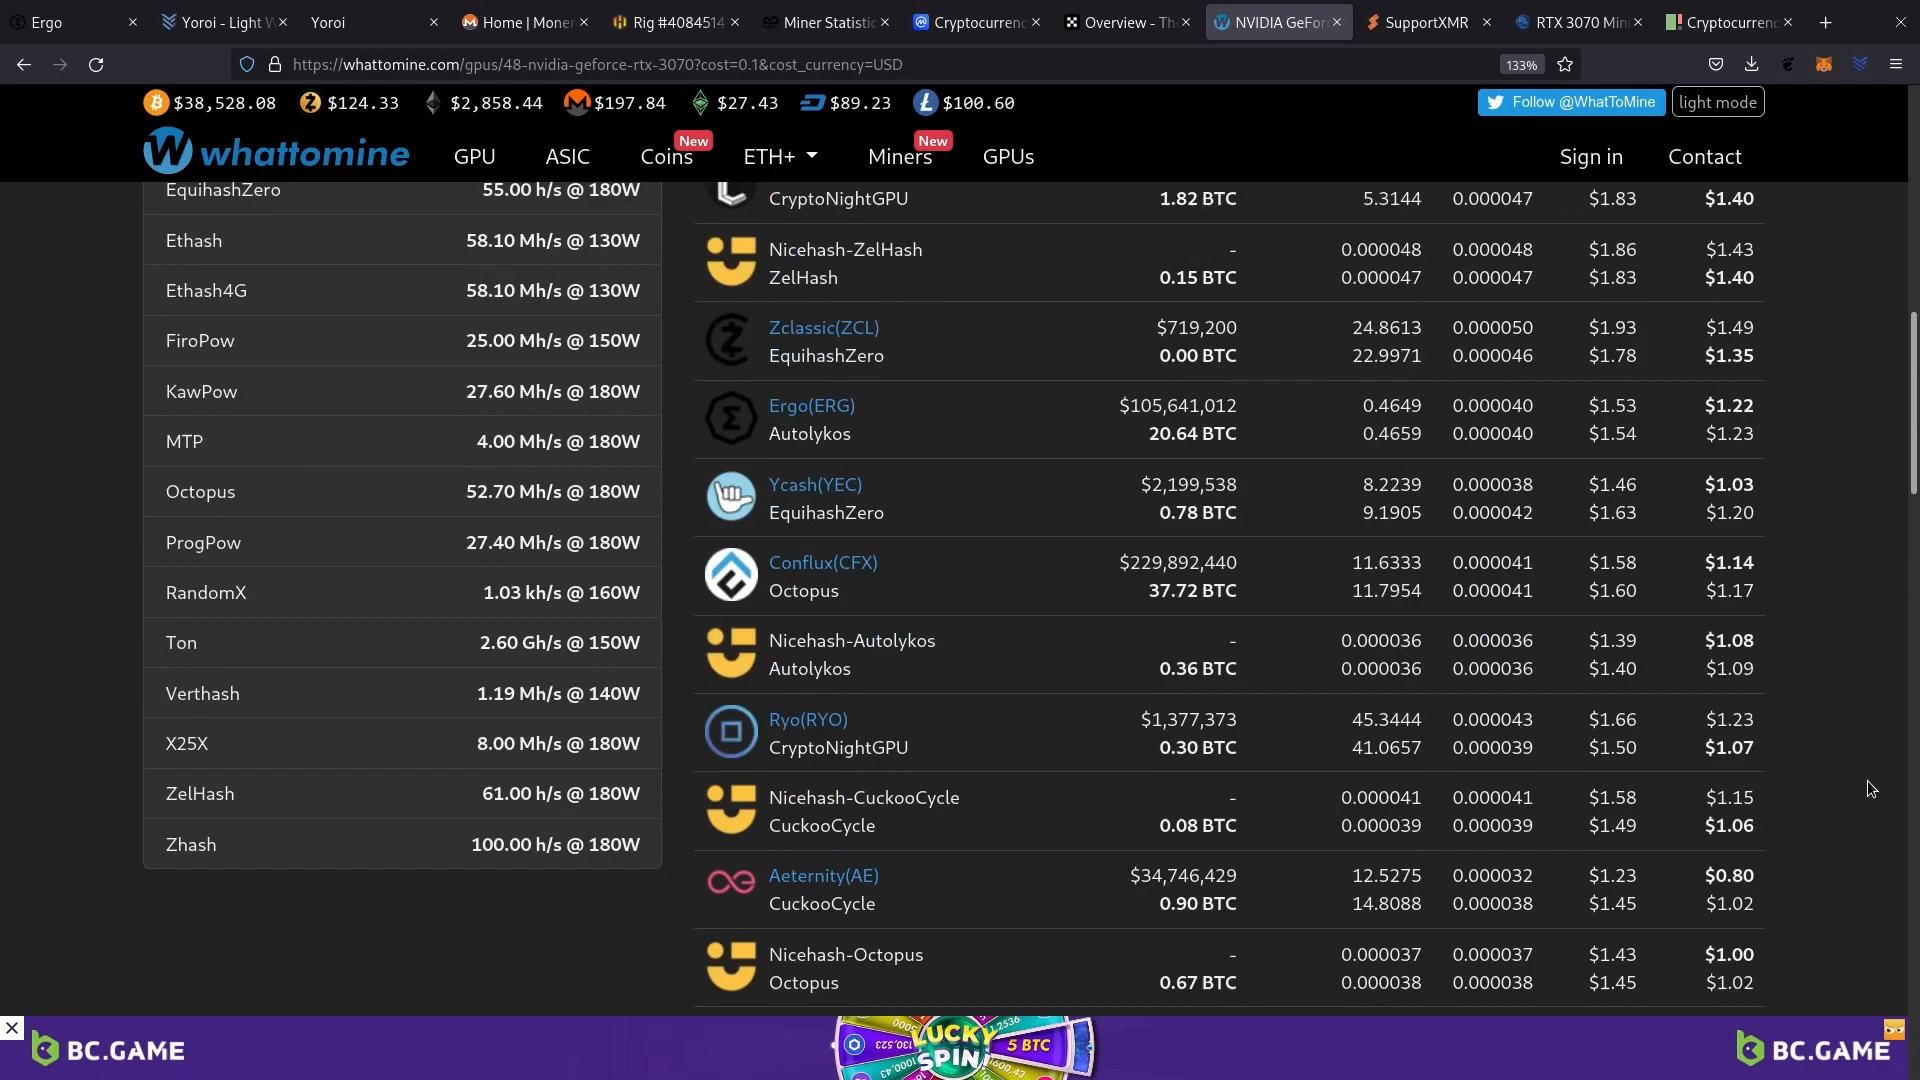 Ergo
Yoroi - Light W
Yoroi
Home | Moner
Rig #4084514
Miner Statistic
Cryptocurrenc
Overview - The
NVIDIA GeFor
SupportXMR
RTX 3070 Mini
Cryptocurrenc
https://whattomine.com/gpus/48-nvidia-geforce-rtx-3070?cost=0.1&cost_currency=USD
133%
$38,528.08 $124.33 $2,858.44 $197.84 $27.43 $89.23 $100.60
Follow @WhatToMine
light mode
whattomine
GPU ASIC Coins New ETH+ Miners New GPUs
Sign in Contact
EquihashZero 55.00 h/s @ 180W
Ethash 58.10 Mh/s @ 130W
Ethash4G 58.10 Mh/s @ 130W
FiroPow 25.00 Mh/s @ 150W
KawPow 27.60 Mh/s @ 180W
MTP 4.00 Mh/s @ 180W
Octopus 52.70 Mh/s @ 180W
ProgPow 27.40 Mh/s @ 180W
RandomX 1.03 kh/s @ 160W
Ton 2.60 Gh/s @ 150W
Verthash 1.19 Mh/s @ 140W
X25X 8.00 Mh/s @ 180W
ZelHash 61.00 h/s @ 180W
Zhash 100.00 h/s @ 180W
CryptoNightGPU 1.82 BTC 5.3144 0.000047 $1.83 $1.40
Nicehash-ZelHash - 0.000048 0.000048 $1.86 $1.43
ZelHash 0.15 BTC 0.000047 0.000047 $1.83 $1.40
Zclassic(ZCL) $719,200 24.8613 0.000050 $1.93 $1.49
EquihashZero 0.00 BTC 22.9971 0.000046 $1.78 $1.35
Ergo(ERG) $105,641,012 0.4649 0.000040 $1.53 $1.22
Autolykos 20.64 BTC 0.4659 0.000040 $1.54 $1.23
Ycash(YEC) $2,199,538 8.2239 0.000038 $1.46 $1.03
EquihashZero 0.78 BTC 9.1905 0.000042 $1.63 $1.20
Conflux(CFX) $229,892,440 11.6333 0.000041 $1.58 $1.14
Octopus 37.72 BTC 11.7954 0.000041 $1.60 $1.17
Nicehash-Autolykos - 0.000036 0.000036 $1.39 $1.08
Autolykos 0.36 BTC 0.000036 0.000036 $1.40 $1.09
Ryo(RYO) $1,377,373 45.3444 0.000043 $1.66 $1.23
CryptoNightGPU 0.30 BTC 41.0657 0.000039 $1.50 $1.07
Nicehash-CuckooCycle - 0.000041 0.000041 $1.58 $1.15
CuckooCycle 0.08 BTC 0.000039 0.000039 $1.49 $1.06
Aeternity(AE) $34,746,429 12.5275 0.000032 $1.23 $0.80
CuckooCycle 0.90 BTC 14.8088 0.000038 $1.45 $1.02
Nicehash-Octopus - 0.000037 0.000037 $1.43 $1.00
Octopus 0.67 BTC 0.000038 0.000038 $1.45 $1.02
BC.GAME
LUCKY
SPIN
5 BTC
BC.GAME